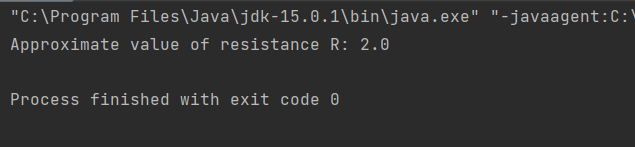 "C:\Program Files\Java\jdk-15.0.1\bin\java.exe" "-javaagent:C:\
Approximate value of resistance R: 2.0
Process finished with exit code 0